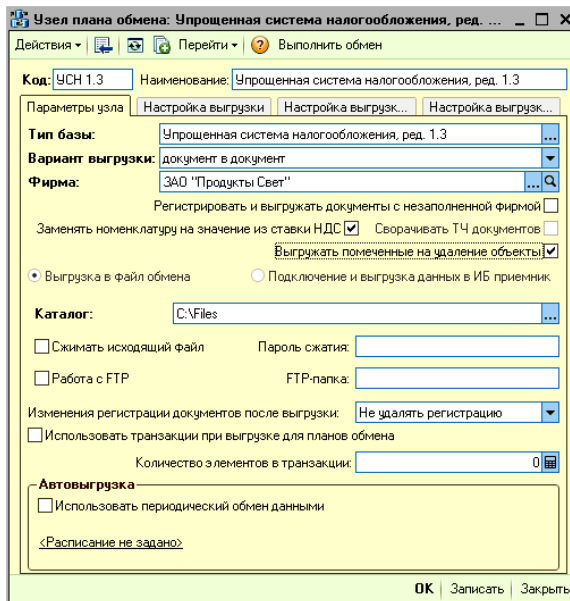 Узел плана обмена: Упрощенная система налогообложения, ред. ...
Действия Перейти Выполнить обмен
Код: УСН 1.3 Наименование: Упрощенная система налогообложения, ред. 1.3
Параметры узла Настройка выгрузки Настройка выгрузк... Настройка выгрузк...
Тип базы: Упрощенная система налогообложения, ред. 1.3 ...
Вариант выгрузки: документ в документ
Фирма: ЗАО "Продукты Свет" ...
Регистрировать и выгружать документы с незаполненной фирмой
Заменять номенклатуру на значение из ставки НДС Сворачивать ТЧ документов
Выгружать помеченные на удаление объекты
Выгрузка в файл обмена Подключение и выгрузка данных в ИБ приемник
Каталог: C:\Files ...
Сжимать исходящий файл Пароль сжатия:
Работа с FTP FTP-папка:
Изменения регистрации документов после выгрузки: Не удалять регистрацию
Использовать транзакции при выгрузке для планов обмена
Количество элементов в транзакции: 0
Автовыгрузка
Использовать периодический обмен данными
<Расписание не задано>
OK Записать Закрыть